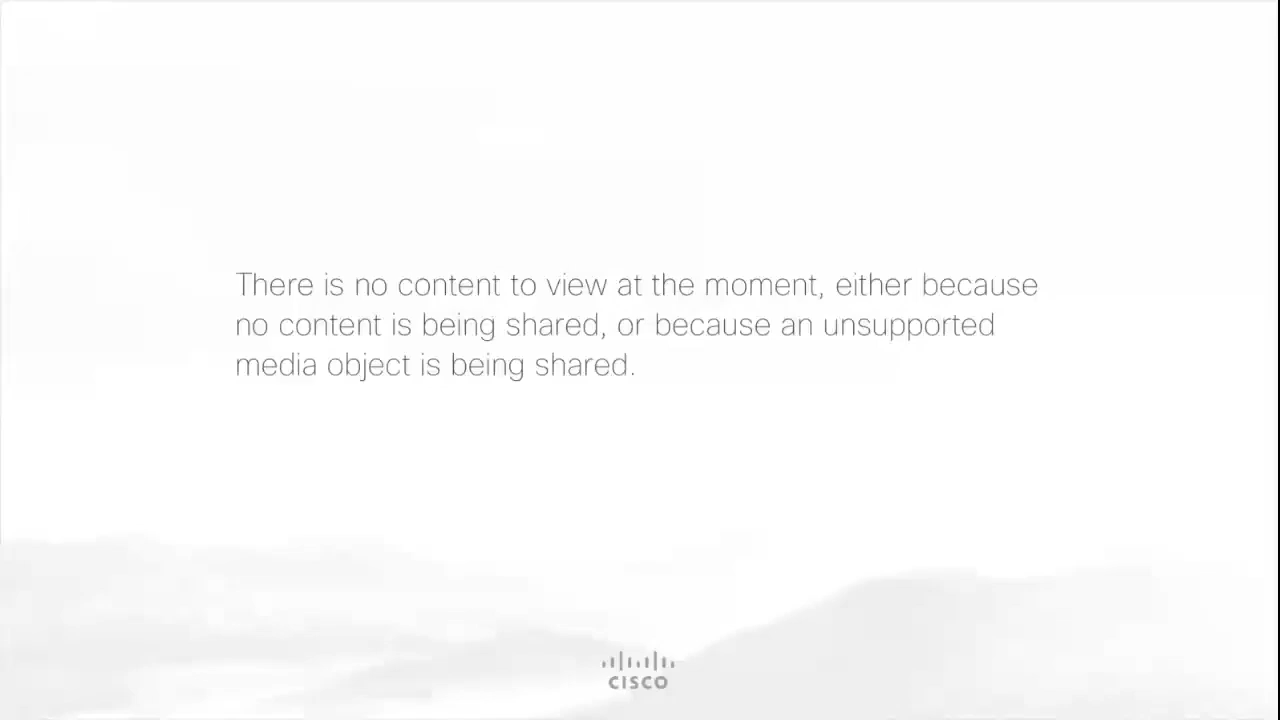 There is no content to view at the moment, either because
no content is being shared, or because an unsupported
media object is being shared.
CISCO